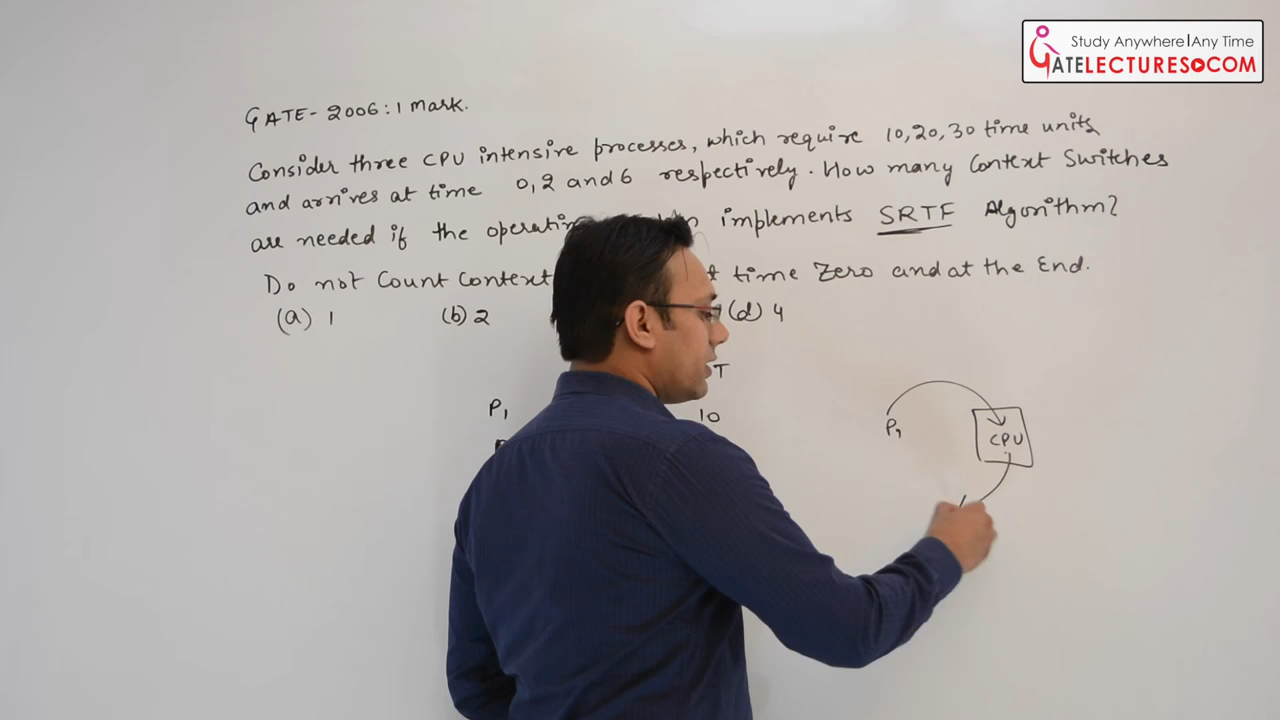 Study Anywhere|Any Time
GATELECTURES.COM
GATE-2006:1 Mark.
Consider three CPU intensive processes, which require 10,20,30 time units
and arrives at time 0,2 and 6 respectively. How many Context Switches
are needed if the implements SRTF Algorithm?
Do not Count Context time Zero and at the End.
(a) 1 (b) 2 (d) 4
T
P1 10
P1 CPU